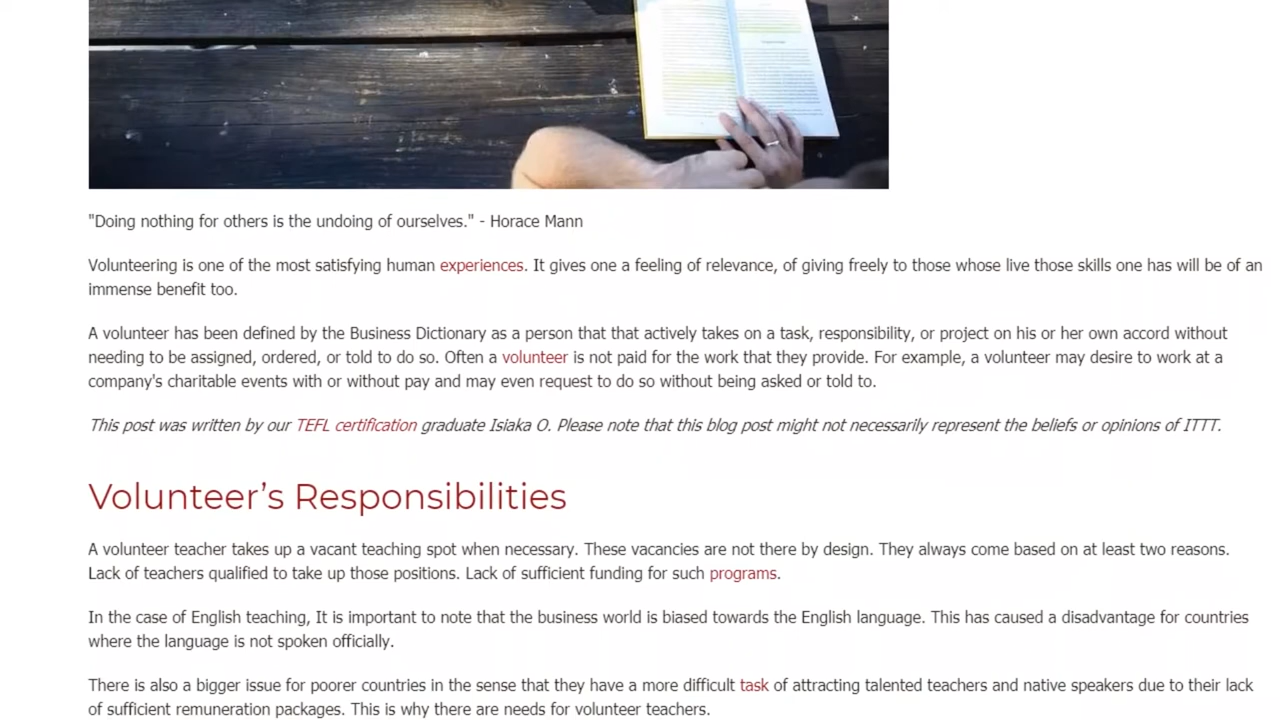 "Doing nothing for others is the undoing of ourselves." - Horace Mann
Volunteering is one of the most satisfying human experiences. It gives one a feeling of relevance, of giving freely to those whose live those skills one has will be of an
immense benefit too.
A volunteer has been defined by the Business Dictionary as a person that that actively takes on a task, responsibility, or project on his or her own accord without
needing to be assigned, ordered, or told to do so. Often a volunteer is not paid for the work that they provide. For example, a volunteer may desire to work at a
company's charitable events with or without pay and may even request to do so without being asked or told to.
This post was written by our TEFL certification graduate Isiaka O. Please note that this blog post might not necessarily represent the beliefs or opinions of ITTT.
Volunteer’s Responsibilities
A volunteer teacher takes up a vacant teaching spot when necessary. These vacancies are not there by design. They always come based on at least two reasons.
Lack of teachers qualified to take up those positions. Lack of sufficient funding for such programs.
In the case of English teaching, It is important to note that the business world is biased towards the English language. This has caused a disadvantage for countries
where the language is not spoken officially.
There is also a bigger issue for poorer countries in the sense that they have a more difficult task of attracting talented teachers and native speakers due to their lack
of sufficient remuneration packages. This is why there are needs for volunteer teachers.